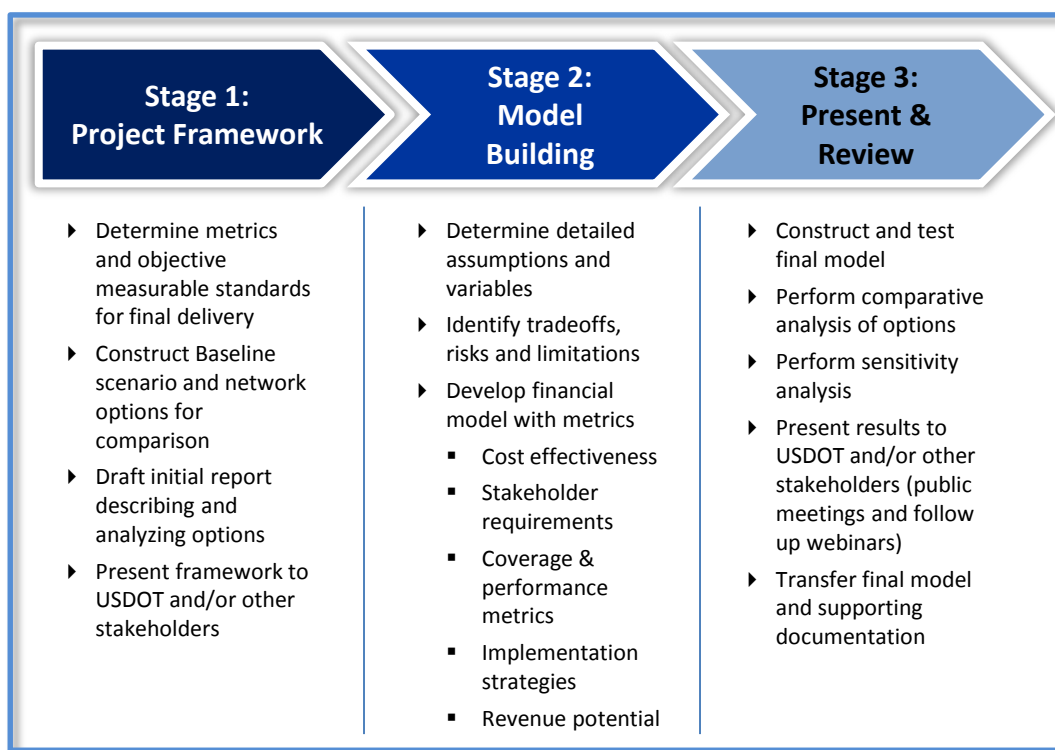 Stage 1:
Project Framework
Stage 2:
Model
Building
Stage 3:
Present &
Review
Determine metrics
and objective
measurable standards
for final delivery
Construct Baseline
scenario and network
options for
comparison
Draft initial report
describing and
analyzing options
Present framework to
USDOT and/or other
stakeholders
Determine detailed
assumptions and
variables
Identify tradeoffs,
risks and limitations
Develop financial
model with metrics
Cost effectiveness
Stakeholder
requirements
Coverage &
performance
metrics
Implementation
strategies
Revenue potential
Construct and test
final model
Perform comparative
analysis of options
Perform sensitivity
analysis
Present results to
USDOT and/or other
stakeholders (public
meetings and follow
up webinars)
Transfer final model
and supporting
documentation